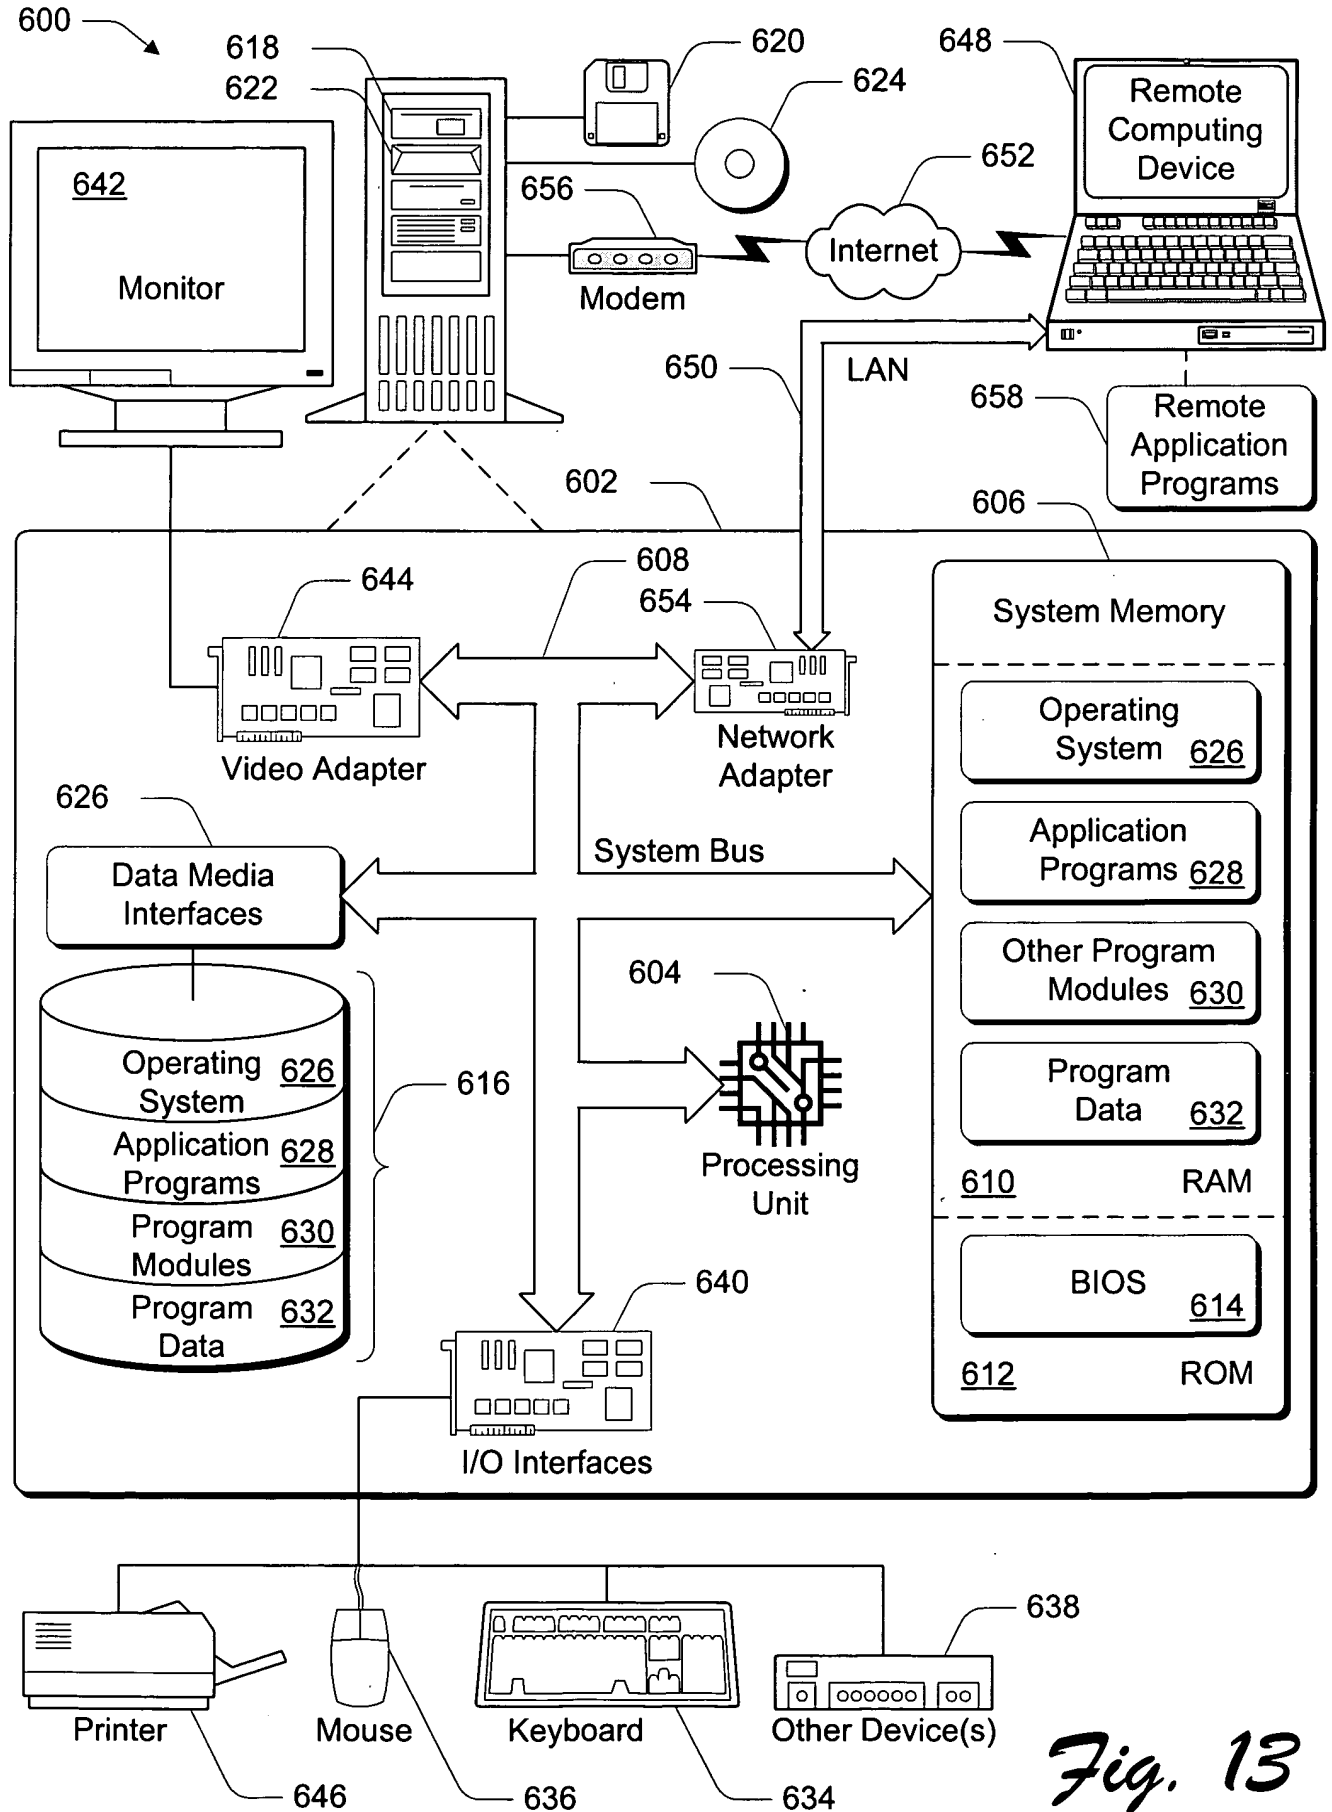 600
618
622
620
624
648
Remote
Computing
Device
642
Monitor
656
Modem
652
Internet
650
LAN
658
Remote
Application
Programs
602
606
608
644
654
System Memory
Video Adapter
Network
Adapter
Operating
System 626
626
Data Media
Interfaces
System Bus
Application
Programs 628
Other Program
Modules 630
604
Processing
Unit
Program
Data 632
610 RAM
Operating
System 626
616
Application
Programs 628
Program
Modules 630
Program
Data 632
BIOS 614
612 ROM
640
I/O Interfaces
638
Printer
Mouse
Keyboard
Other Device(s)
646
636
634
Fig. 13